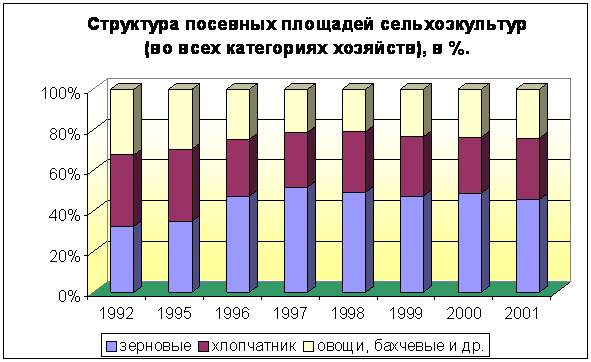 Структура посевных площадей сельхозкультур
(во всех категориях хозяйств), в %.
100%
80%
60%
40%
20%
0%
1992 1995 1996 1997 1998 1999 2000 2001
зерновые хлопчатник овощи, бахчевые и др.